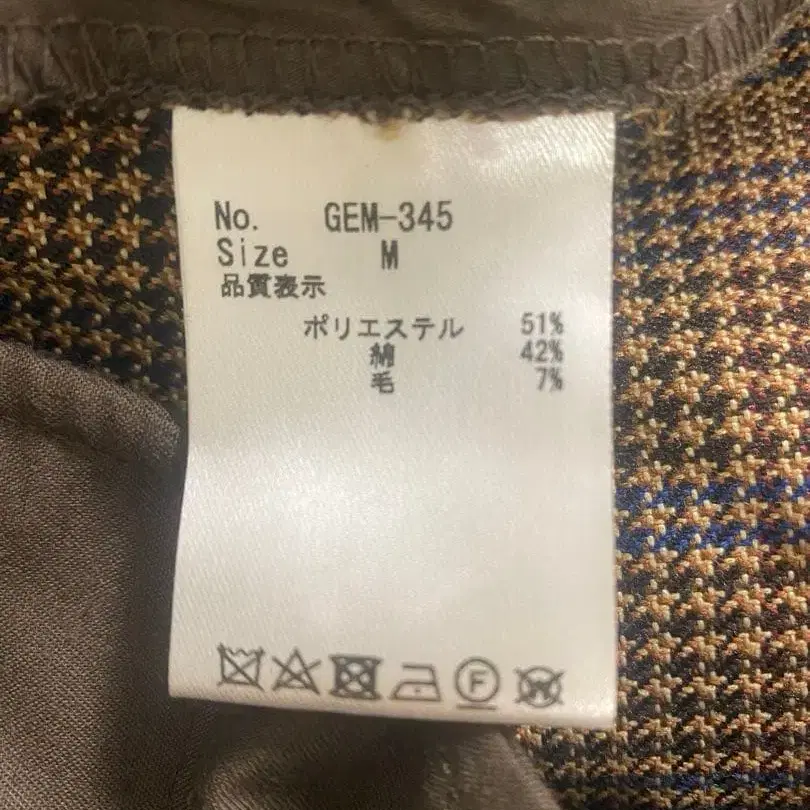 No. GEM-345
Size M
品質表示
ポリエステル 51%
綿 42%
毛 7%
F
W